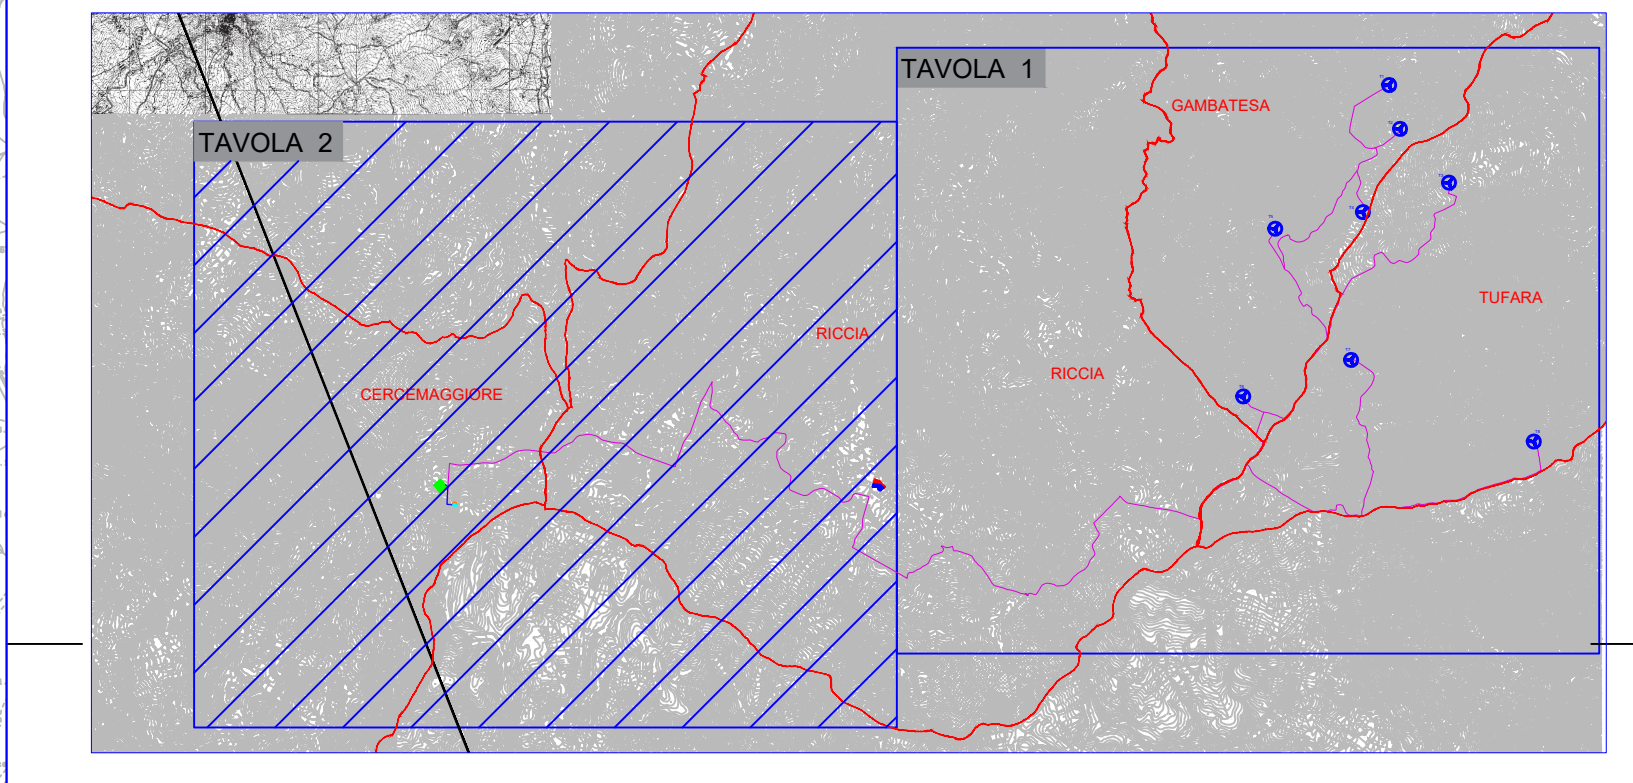 TAVOLA 1
GAMBATESA
TAVOLA 2
TUFARA
RICCIA
RICCIA
CERCEMAGGIORE